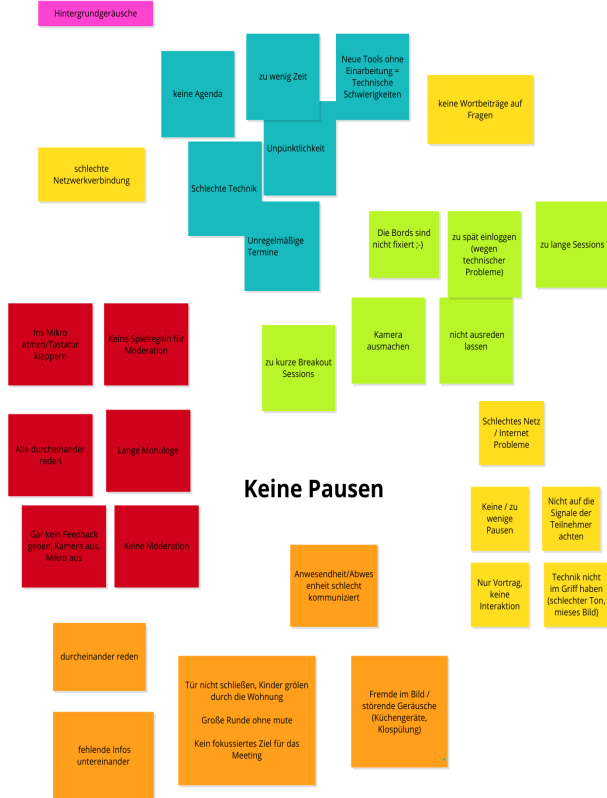 Hintergrundgeräusche
keine Agenda
zu wenig Zeit
Neue Tools ohne
Einarbeitung =
Technische
Schwierigkeiten
keine Wortbeiträge auf
Fragen
Unpünktlichkeit
schlechte
Netzwerkverbindung
Schlechte Technik
Unregelmäßige
Termine
Die Bords sind
nicht fixiert ;-)
zu spät einloggen
(wegen
technischer
Probleme)
zu lange Sessions
Ins Mikro
atmen/Tastatur
klappern
Keine Spielregeln für
Moderation
zu kurze Breakout
Sessions
Kamera
ausmachen
nicht ausreden
lassen
Alle durcheinander
reden
Lange Monologe
Schlechtes Netz
/ Internet
Probleme
Keine Pausen
Gar kein Feedback
geben, Kamera aus,
Mikro aus
Keine Moderation
Keine / zu
wenige
Pausen
Nicht auf die
Signale der
Teilnehmer
achten
Anwesendheit/Abwes
enheit schlecht
kommuniziert
Nur Vortrag,
keine
Interaktion
Technik nicht
im Griff haben
(schlechter Ton,
mieses Bild)
durcheinander reden
Tür nicht schließen, Kinder grölen
durch die Wohnung
Große Runde ohne mute
Kein fokussiertes Ziel für das
Meeting
Fremde im Bild /
störende Geräusche
(Küchengeräte,
Klospülung)
fehlende Infos
untereinander